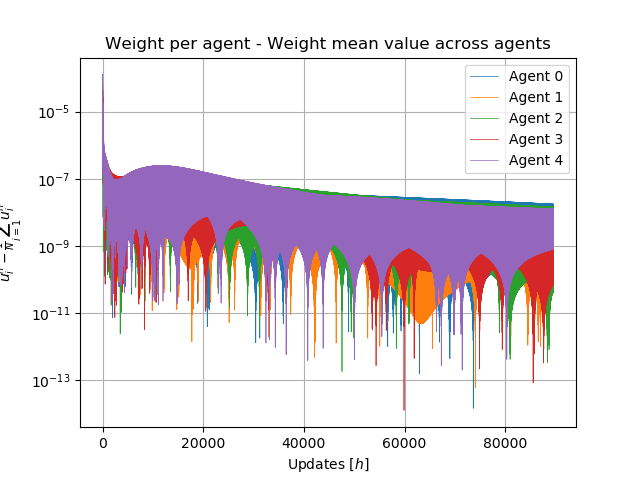 Weight per agent - Weight mean value across agents
Agent 0
Agent 1
Agent 2
Agent 3
Agent 4
10^{-5}
10^{-7}
10^{-9}
10^{-11}
10^{-13}
0 20000 40000 60000 80000
Updates [h]